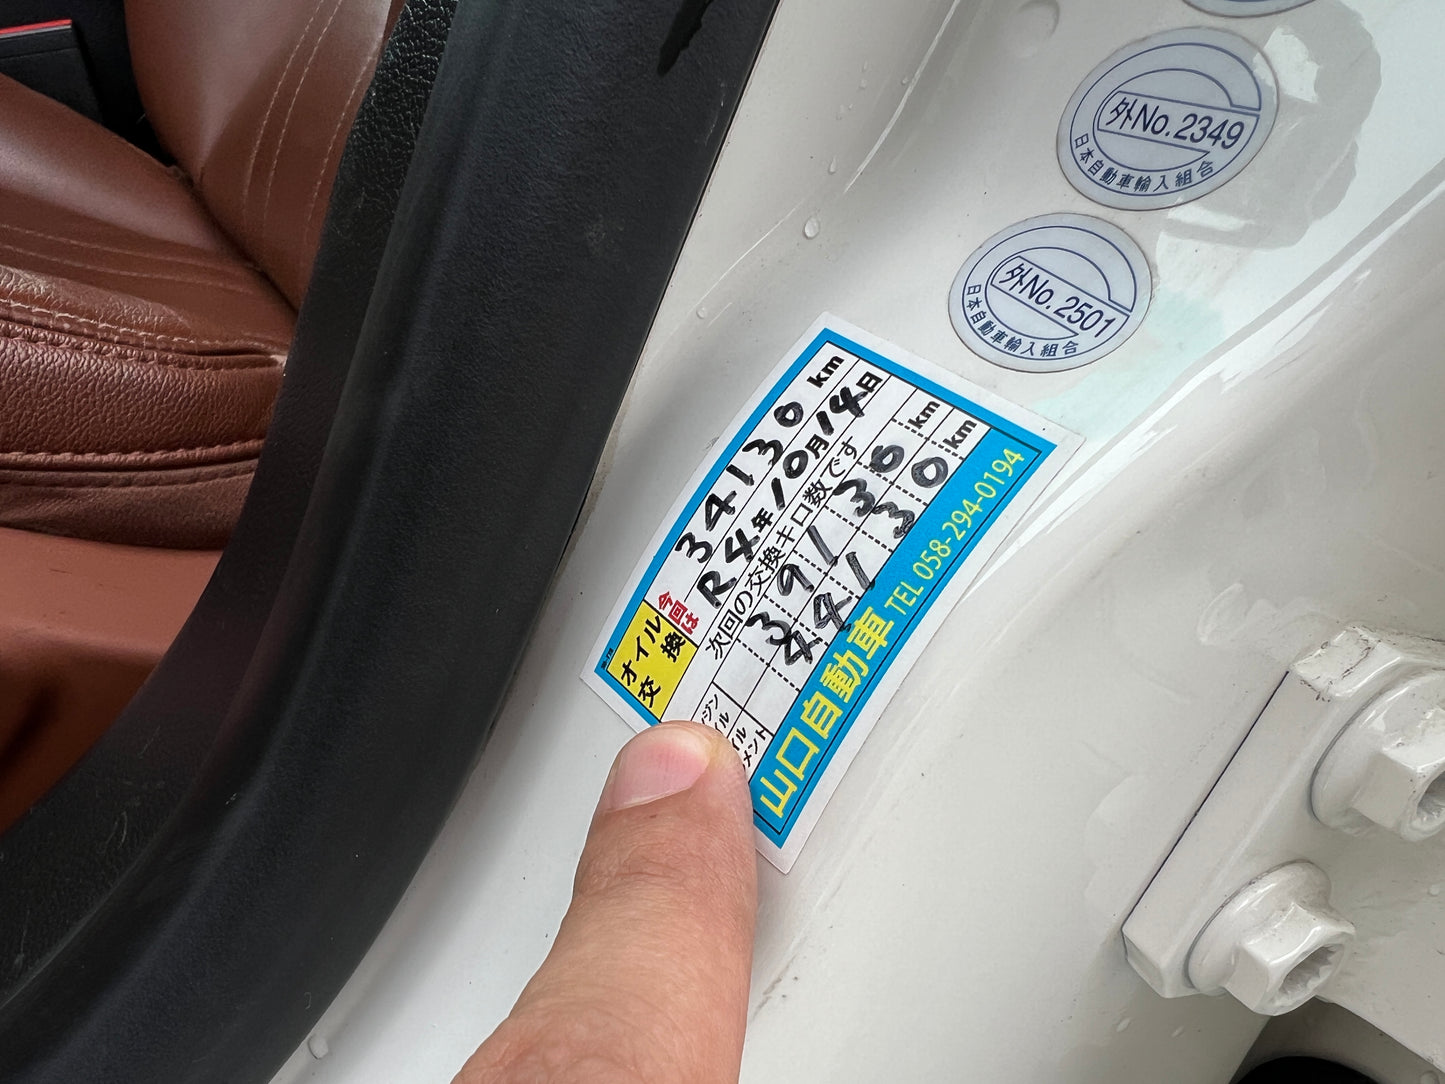 外No.2349
日本自動車輸入組合
外No.2501
日本自動車輸入組合
オイル
交換
今回は
34130 km
R4年10月14日
次回の交換キロ数です
39130 km
44130 km
山口自動車 TEL 058-294-0194